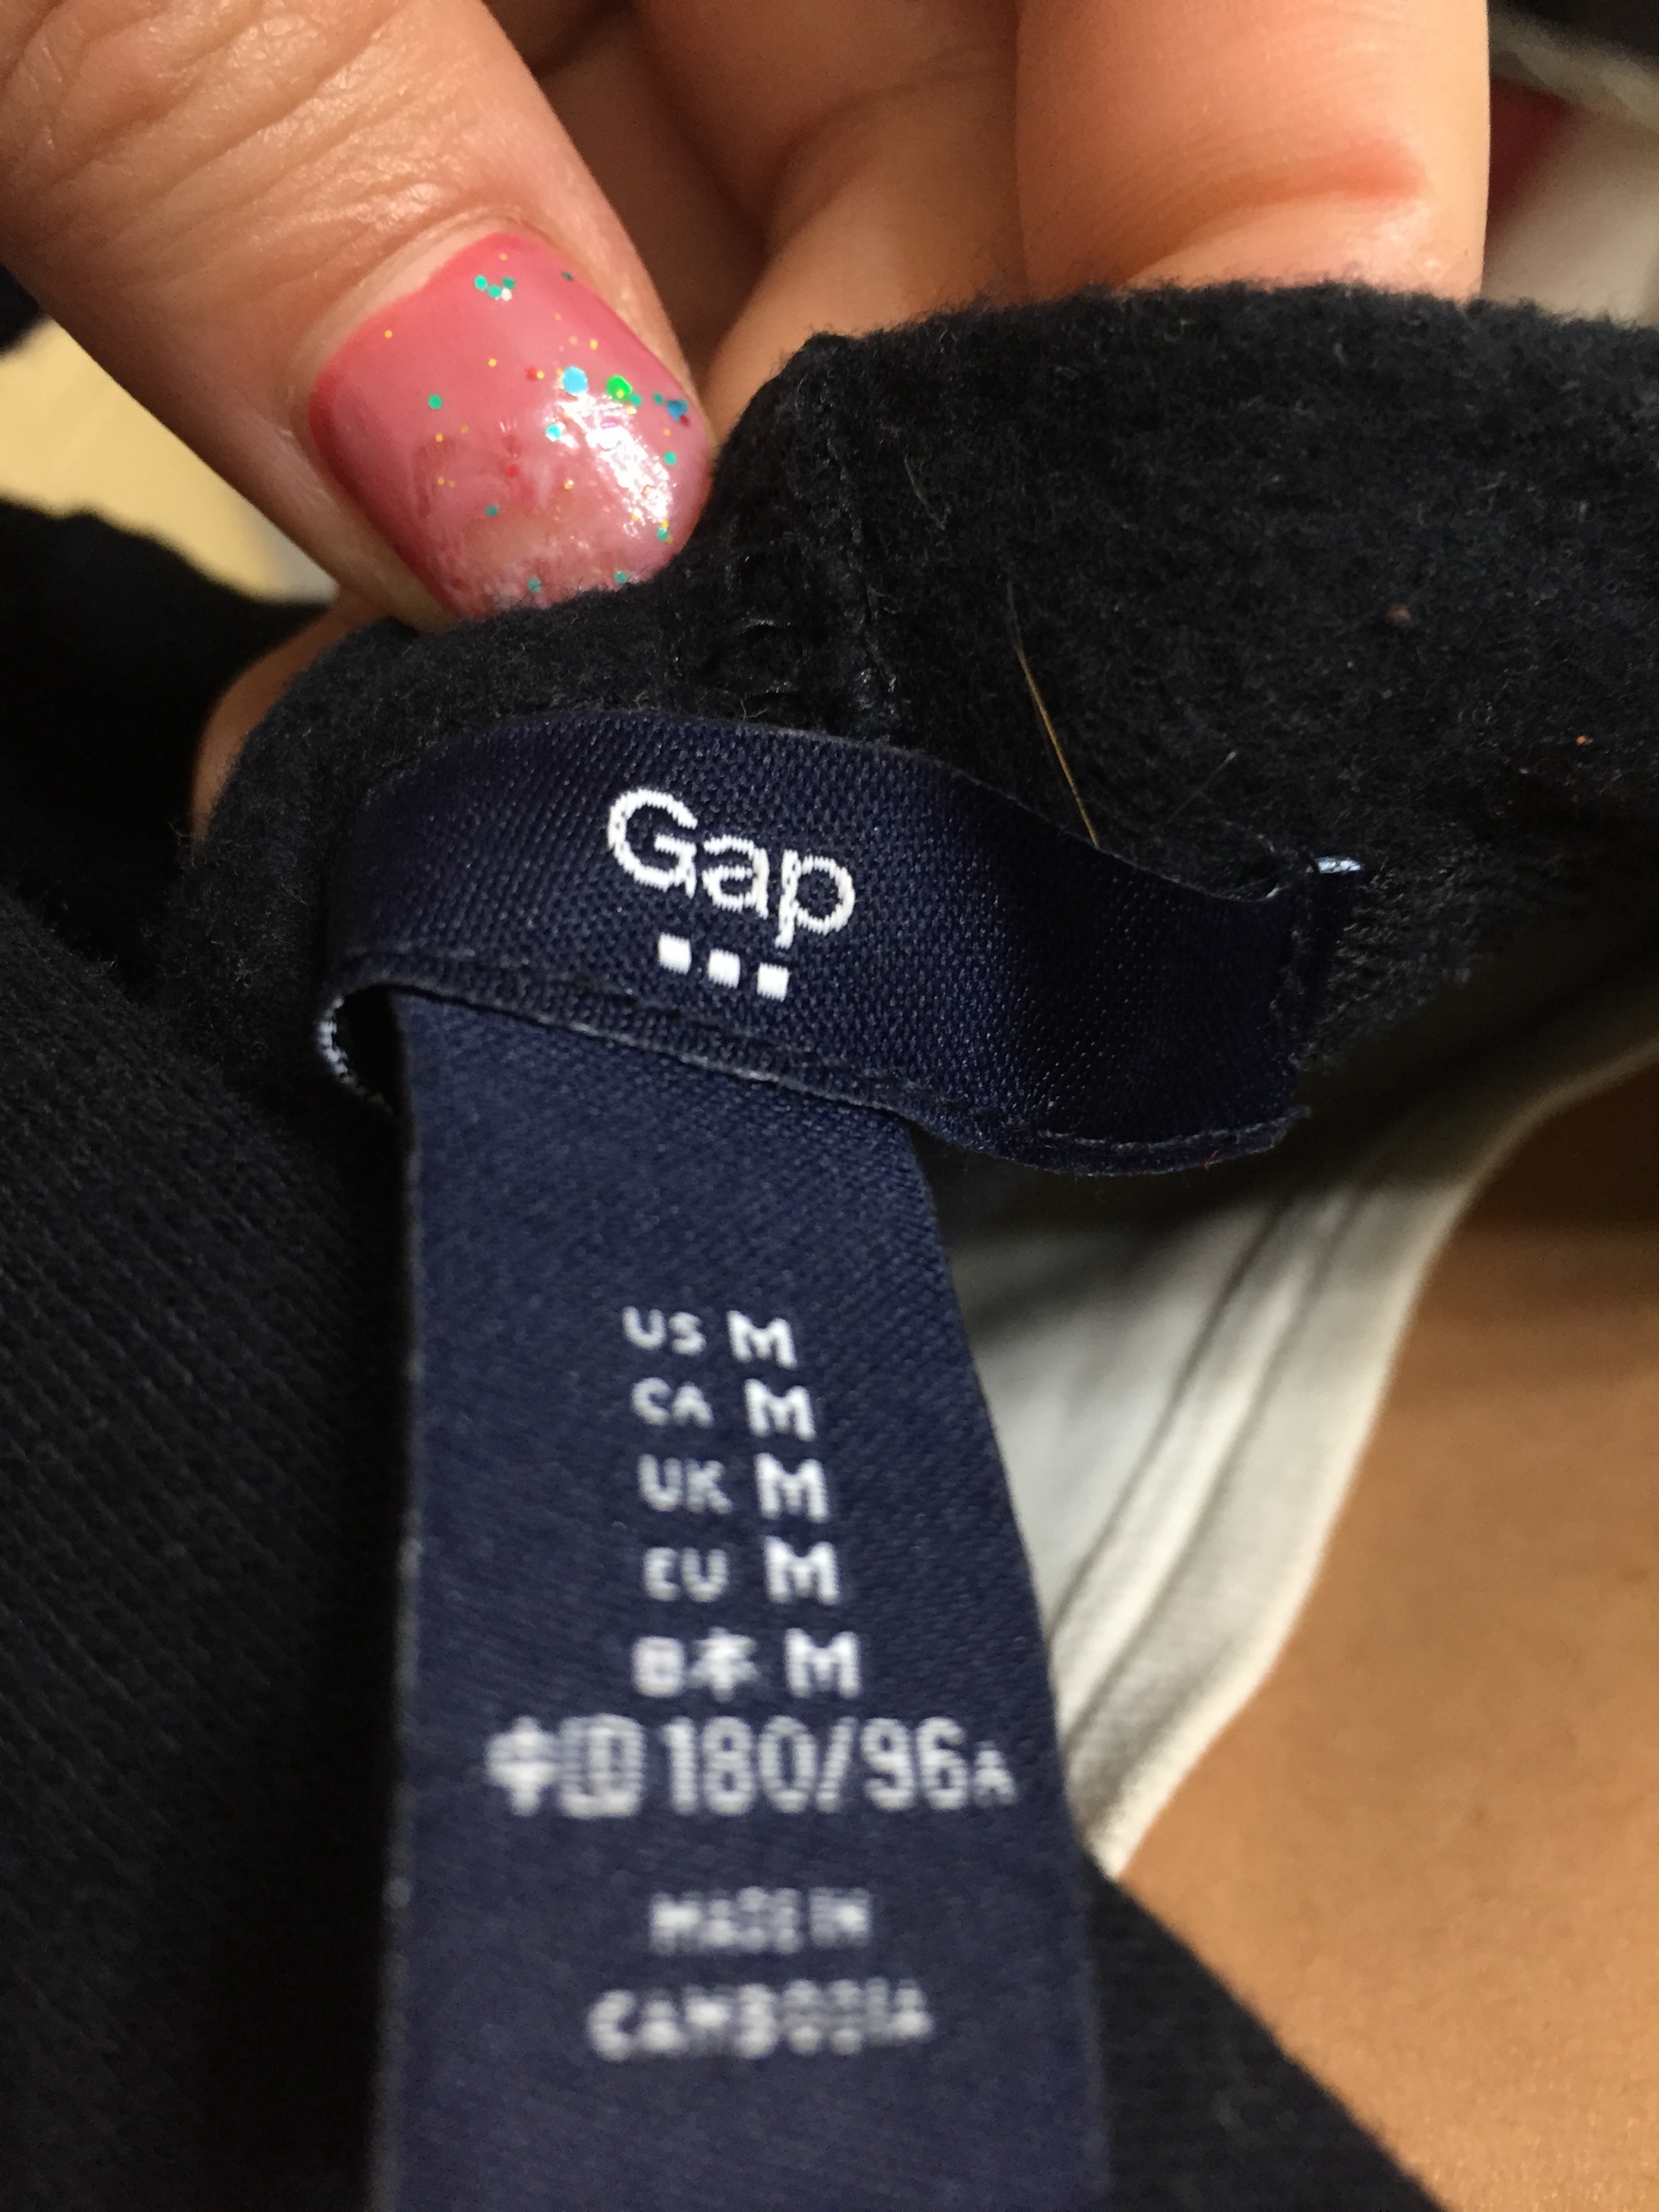 Gap
US M
CA M
UK M
EU M
日本 M
中国 180/96A
MADE IN
CAMBODIA